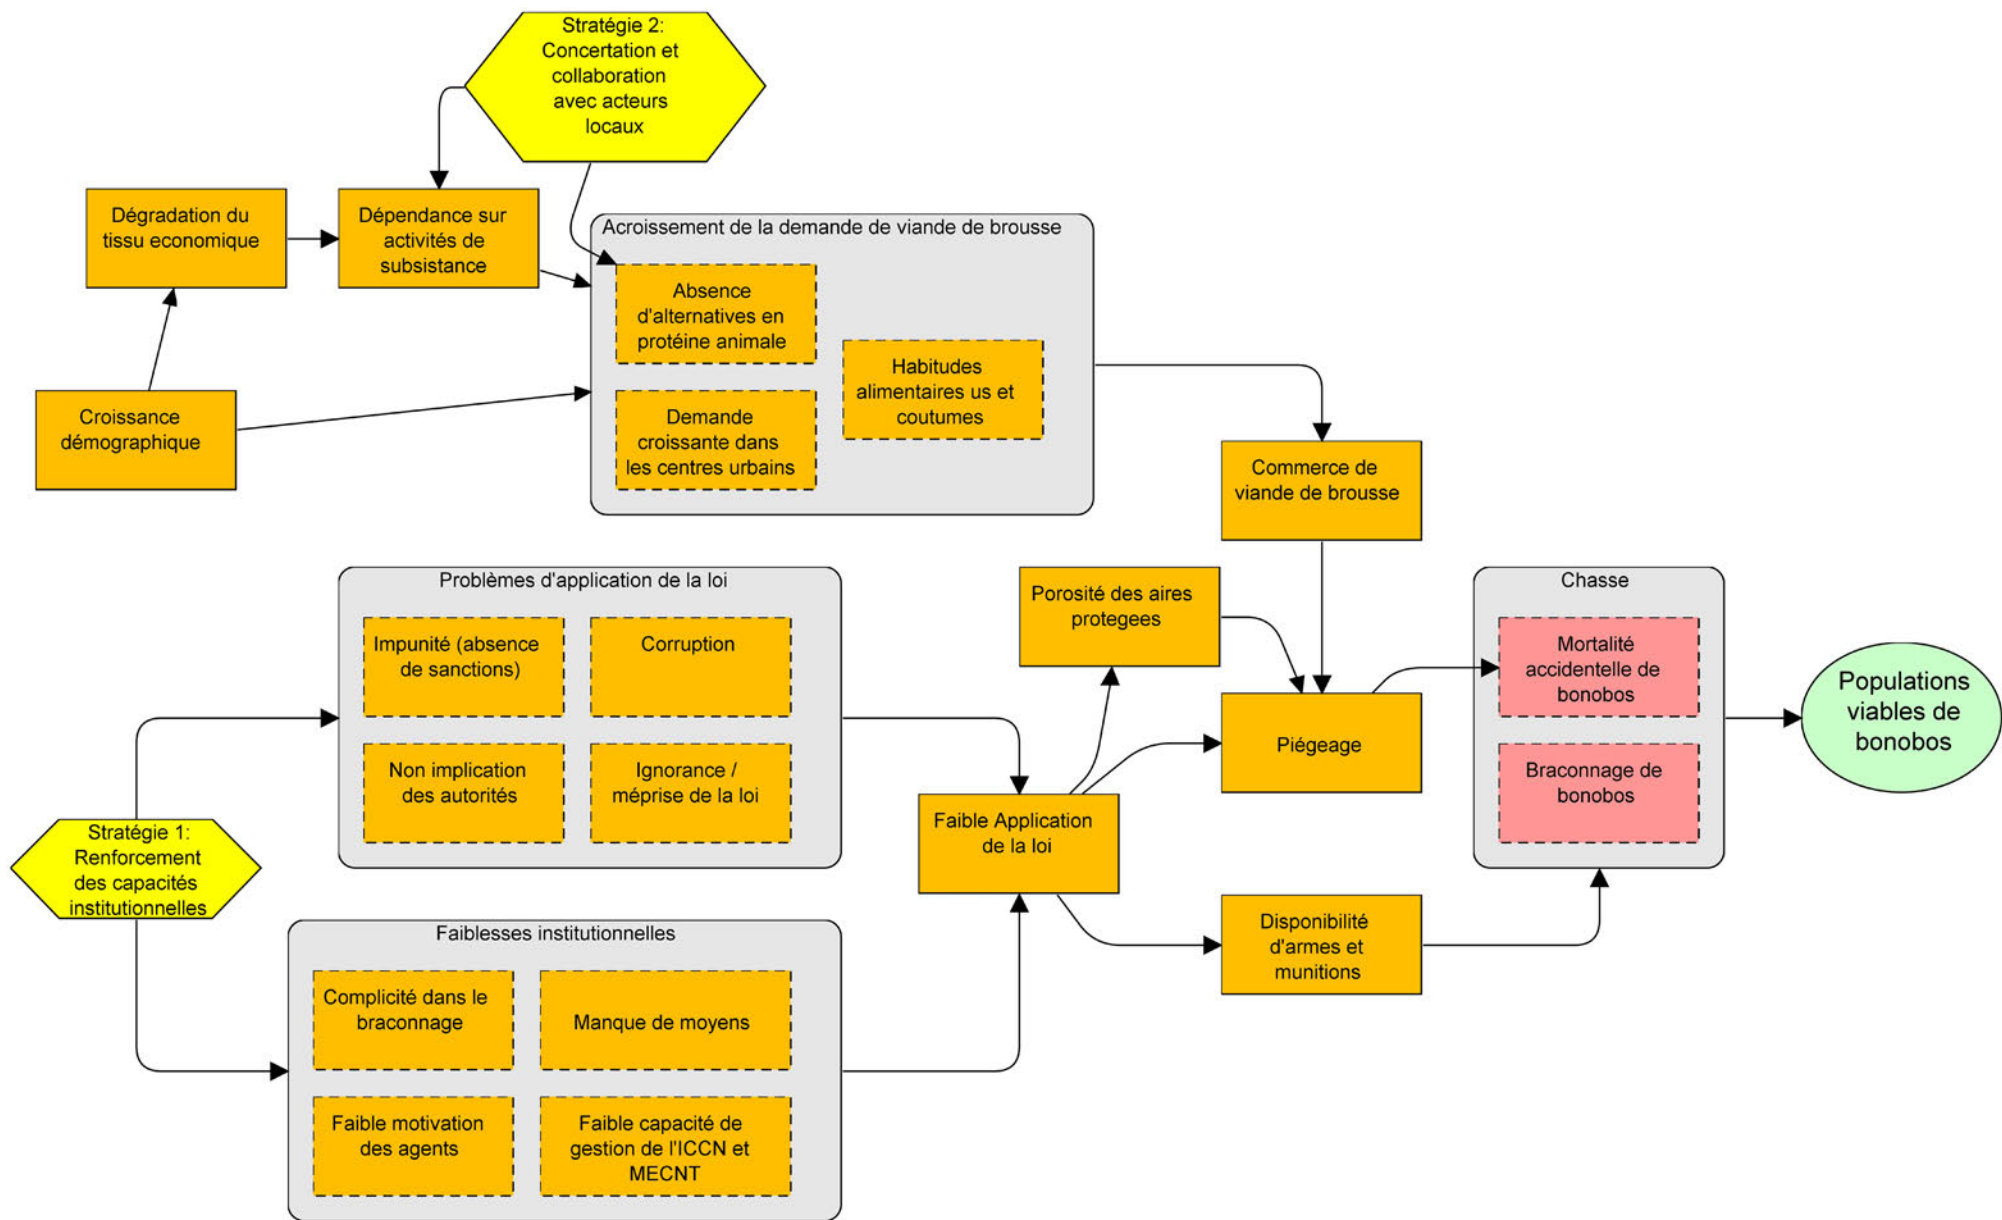 Stratégie 2:
Concertation et
collaboration
avec acteurs
locaux
Dégradation du
tissu economique
Dépendance sur
activités de
subsistance
Acroissement de la demande de viande de brousse
Absence
d'alternatives en
protéine animale
Habitudes
alimentaires us et
coutumes
Croissance
démographique
Demande
croissante dans
les centres urbains
Commerce de
viande de brousse
Problèmes d'application de la loi
Impunité (absence
de sanctions)
Corruption
Non implication
des autorités
Ignorance /
méprise de la loi
Porosité des aires
protegees
Piégeage
Chasse
Mortalité
accidentelle de
bonobos
Braconnage de
bonobos
Populations
viables de
bonobos
Stratégie 1:
Renforcement
des capacités
institutionnelles
Faible Application
de la loi
Disponibilité
d'armes et
munitions
Faiblesses institutionnelles
Complicité dans le
braconnage
Manque de moyens
Faible motivation
des agents
Faible capacité de
gestion de l'ICCN et
MECNT